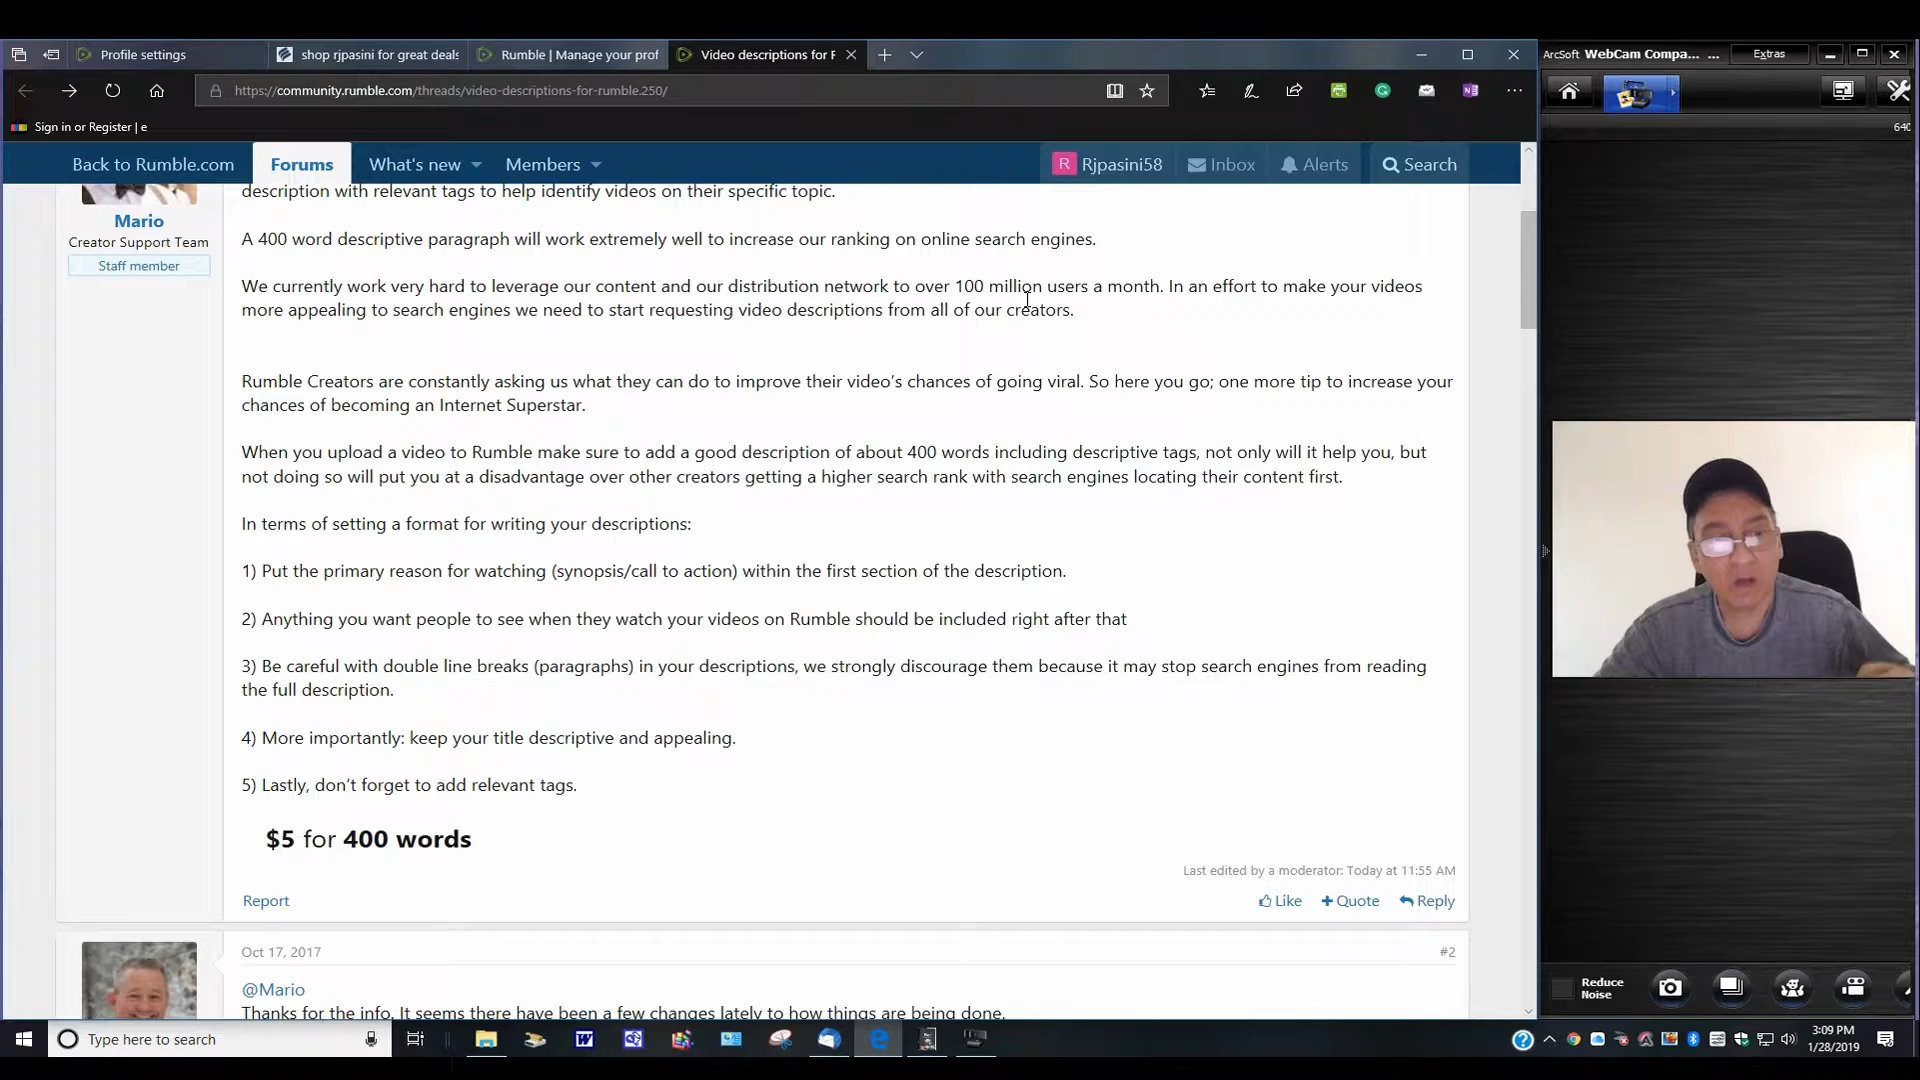 Profile settings
shop rjpasini for great deals
Rumble | Manage your prof
Video descriptions for F
ArcSoft WebCam Compa... ...
Extras
https://community.rumble.com/threads/video-descriptions-for-rumble.250/
Sign in or Register | e
640
Back to Rumble.com
Forums
What's new
Members
R Rjpasini58
Inbox
Alerts
Search
description with relevant tags to help identify videos on their specific topic.
Mario
Creator Support Team
Staff member
A 400 word descriptive paragraph will work extremely well to increase our ranking on online search engines.
We currently work very hard to leverage our content and our distribution network to over 100 million users a month. In an effort to make your videos
more appealing to search engines we need to start requesting video descriptions from all of our creators.
Rumble Creators are constantly asking us what they can do to improve their video's chances of going viral. So here you go; one more tip to increase your
chances of becoming an Internet Superstar.
When you upload a video to Rumble make sure to add a good description of about 400 words including descriptive tags, not only will it help you, but
not doing so will put you at a disadvantage over other creators getting a higher search rank with search engines locating their content first.
In terms of setting a format for writing your descriptions:
1) Put the primary reason for watching (synopsis/call to action) within the first section of the description.
2) Anything you want people to see when they watch your videos on Rumble should be included right after that
3) Be careful with double line breaks (paragraphs) in your descriptions, we strongly discourage them because it may stop search engines from reading
the full description.
4) More importantly: keep your title descriptive and appealing.
5) Lastly, don't forget to add relevant tags.
$5 for 400 words
Last edited by a moderator: Today at 11:55 AM
Report
Like
+ Quote
Reply
Oct 17, 2017
#2
@Mario
Thanks for the info. It seems there have been a few changes lately to how things are being done.
Reduce
Noise
Type here to search
3:09 PM
1/28/2019